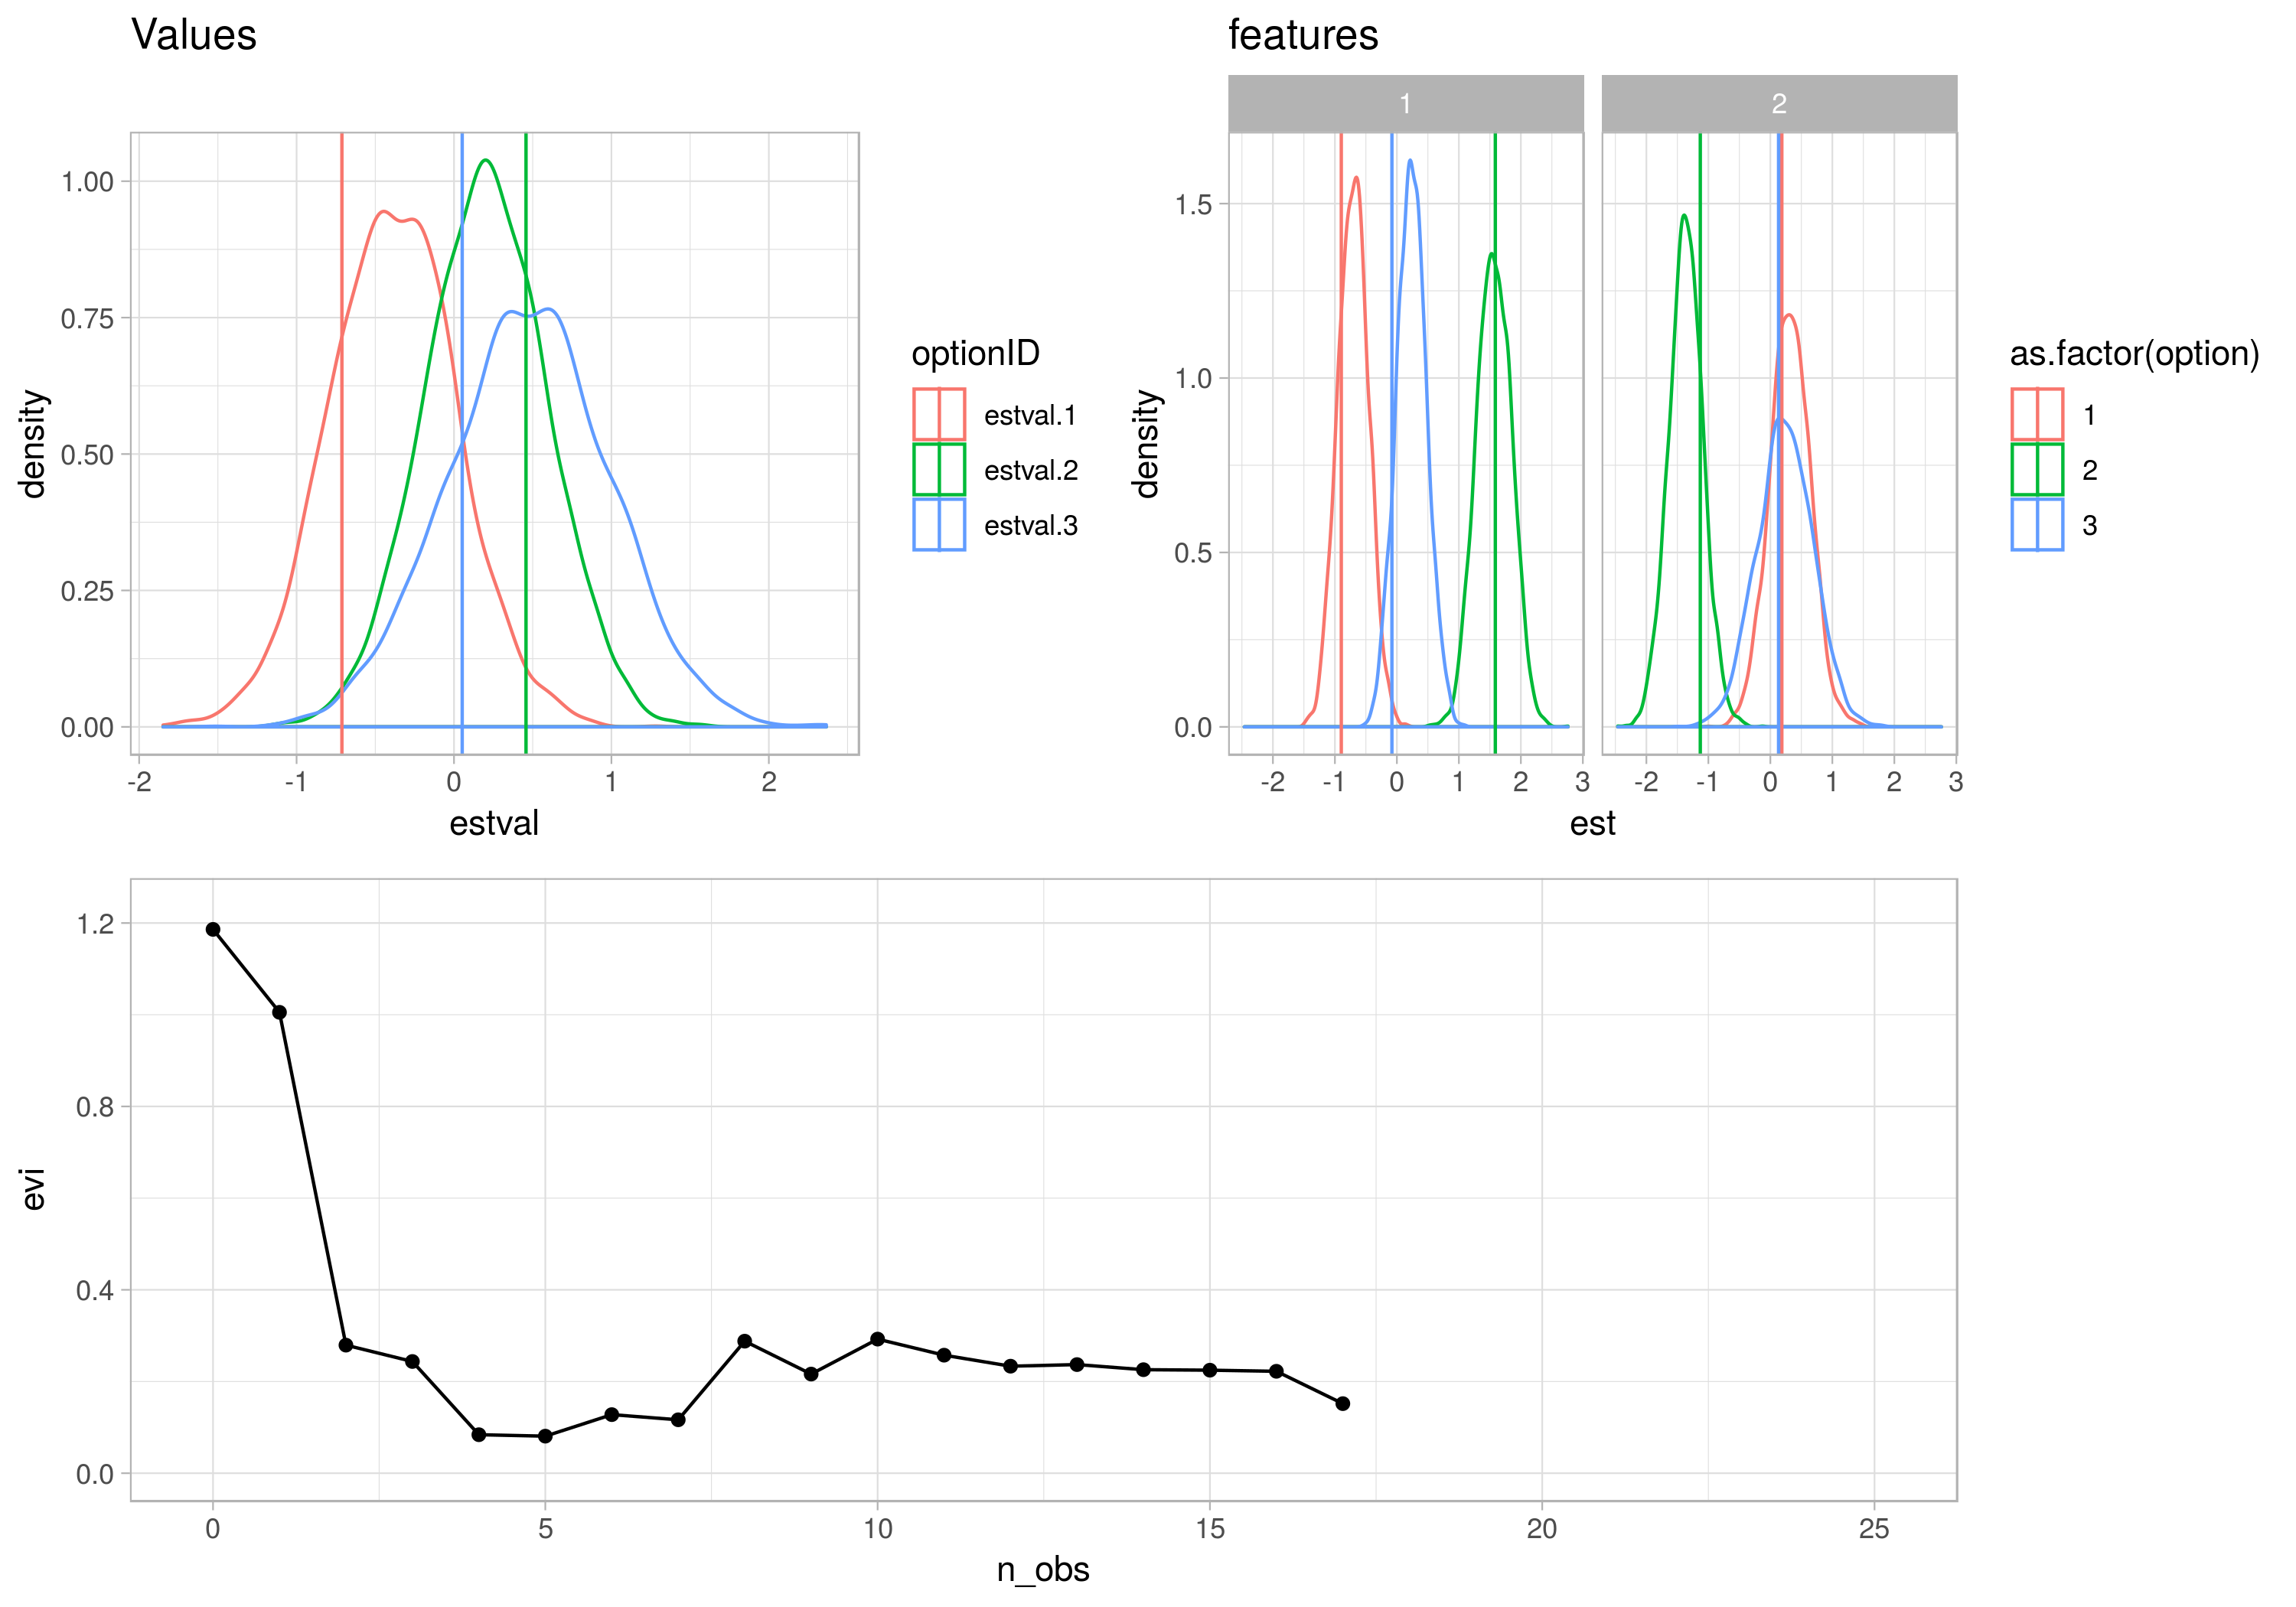 Values
1.00
0.75
0.50
0.25
0.00
density
-2 -1 0 1 2
estval
optionID
estval.1
estval.2
estval.3
features
1 2
1.5
1.0
0.5
0.0
density
-2 -1 0 1 2 3 -2 -1 0 1 2 3
est
as.factor(option)
1
2
3
1.2
0.8
0.4
0.0
evi
0 5 10 15 20 25
n_obs